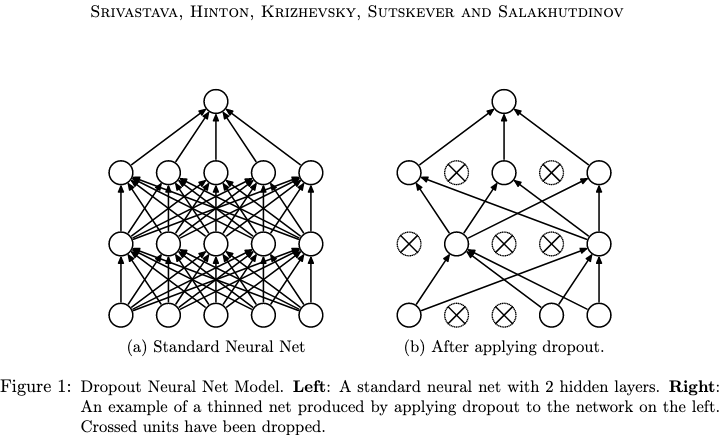 Srivastava, Hinton, Krizhevsky, Sutskever and Salakhutdinov
(a) Standard Neural Net
(b) After applying dropout.
Figure 1: Dropout Neural Net Model. Left: A standard neural net with 2 hidden layers. Right:
An example of a thinned net produced by applying dropout to the network on the left.
Crossed units have been dropped.